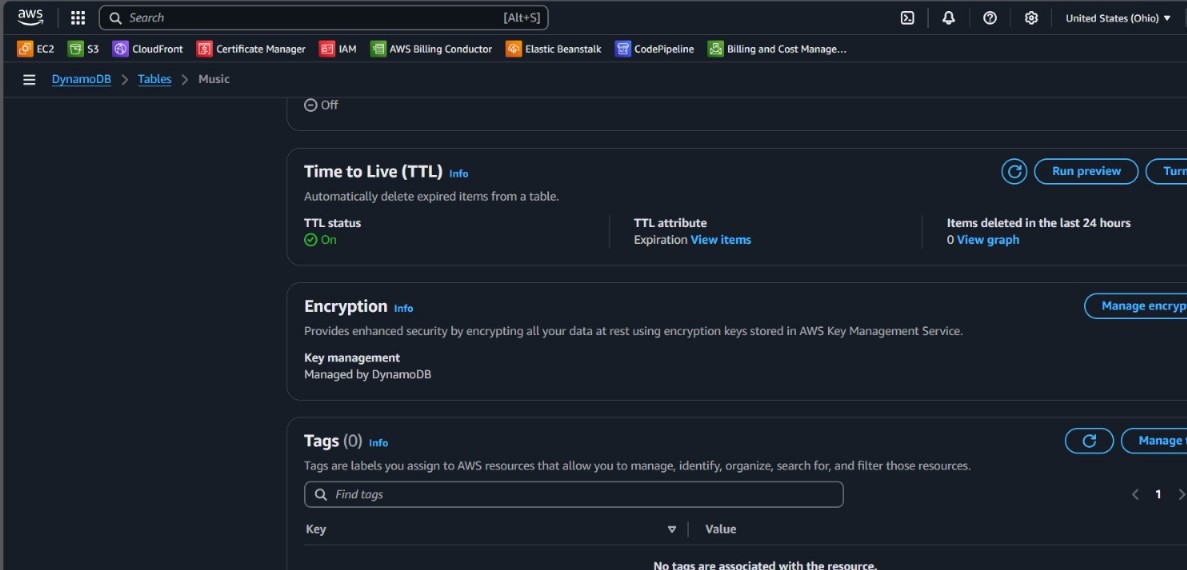 aws Search [Alt+S] United States (Ohio)
EC2 S3 CloudFront Certificate Manager IAM AWS Billing Conductor Elastic Beanstalk CodePipeline Billing and Cost Manage...
DynamoDB > Tables > Music
Off
Time to Live (TTL) Info Run preview Turn
Automatically delete expired items from a table.
TTL status TTL attribute Items deleted in the last 24 hours
On Expiration View items 0 View graph
Encryption Info Manage encryp
Provides enhanced security by encrypting all your data at rest using encryption keys stored in AWS Key Management Service.
Key management
Managed by DynamoDB
Tags (0) Info Manage t
Tags are labels you assign to AWS resources that allow you to manage, identify, organize, search for, and filter those resources.
Find tags < 1 >
Key Value
No tags are associated with the resource.